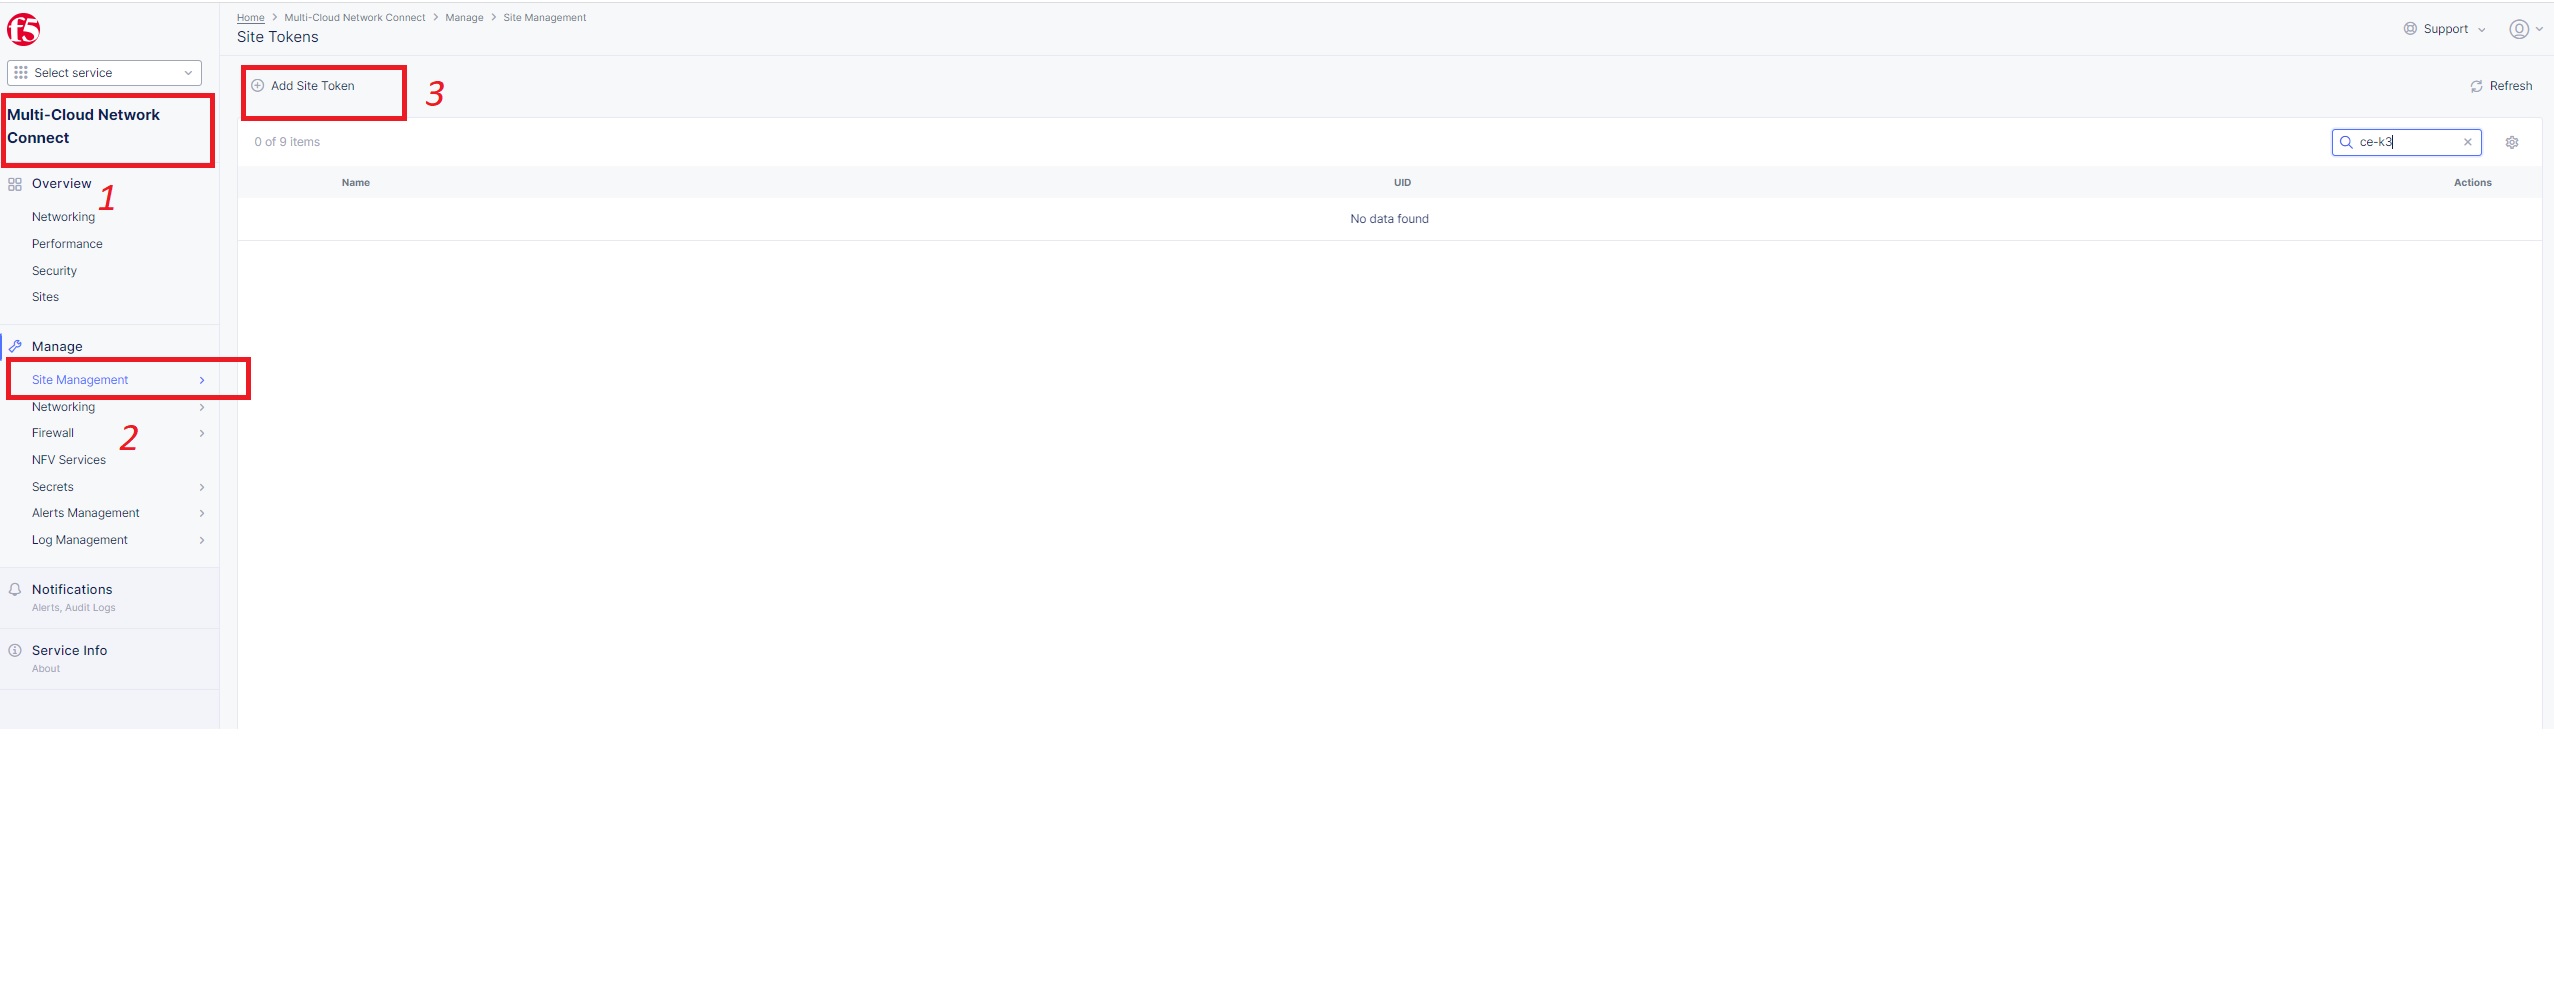 f5
Select service
Multi-Cloud Network
Connect
Overview
1
Networking
Performance
Security
Sites
Manage
Site Management
Networking
Firewall
2
NFV Services
Secrets
Alerts Management
Log Management
Notifications
Alerts, Audit Logs
Service Info
About
Home > Multi-Cloud Network Connect > Manage > Site Management
Site Tokens
Support
Add Site Token
3
Refresh
0 of 9 items
ce-k3
Name UID Actions
No data found